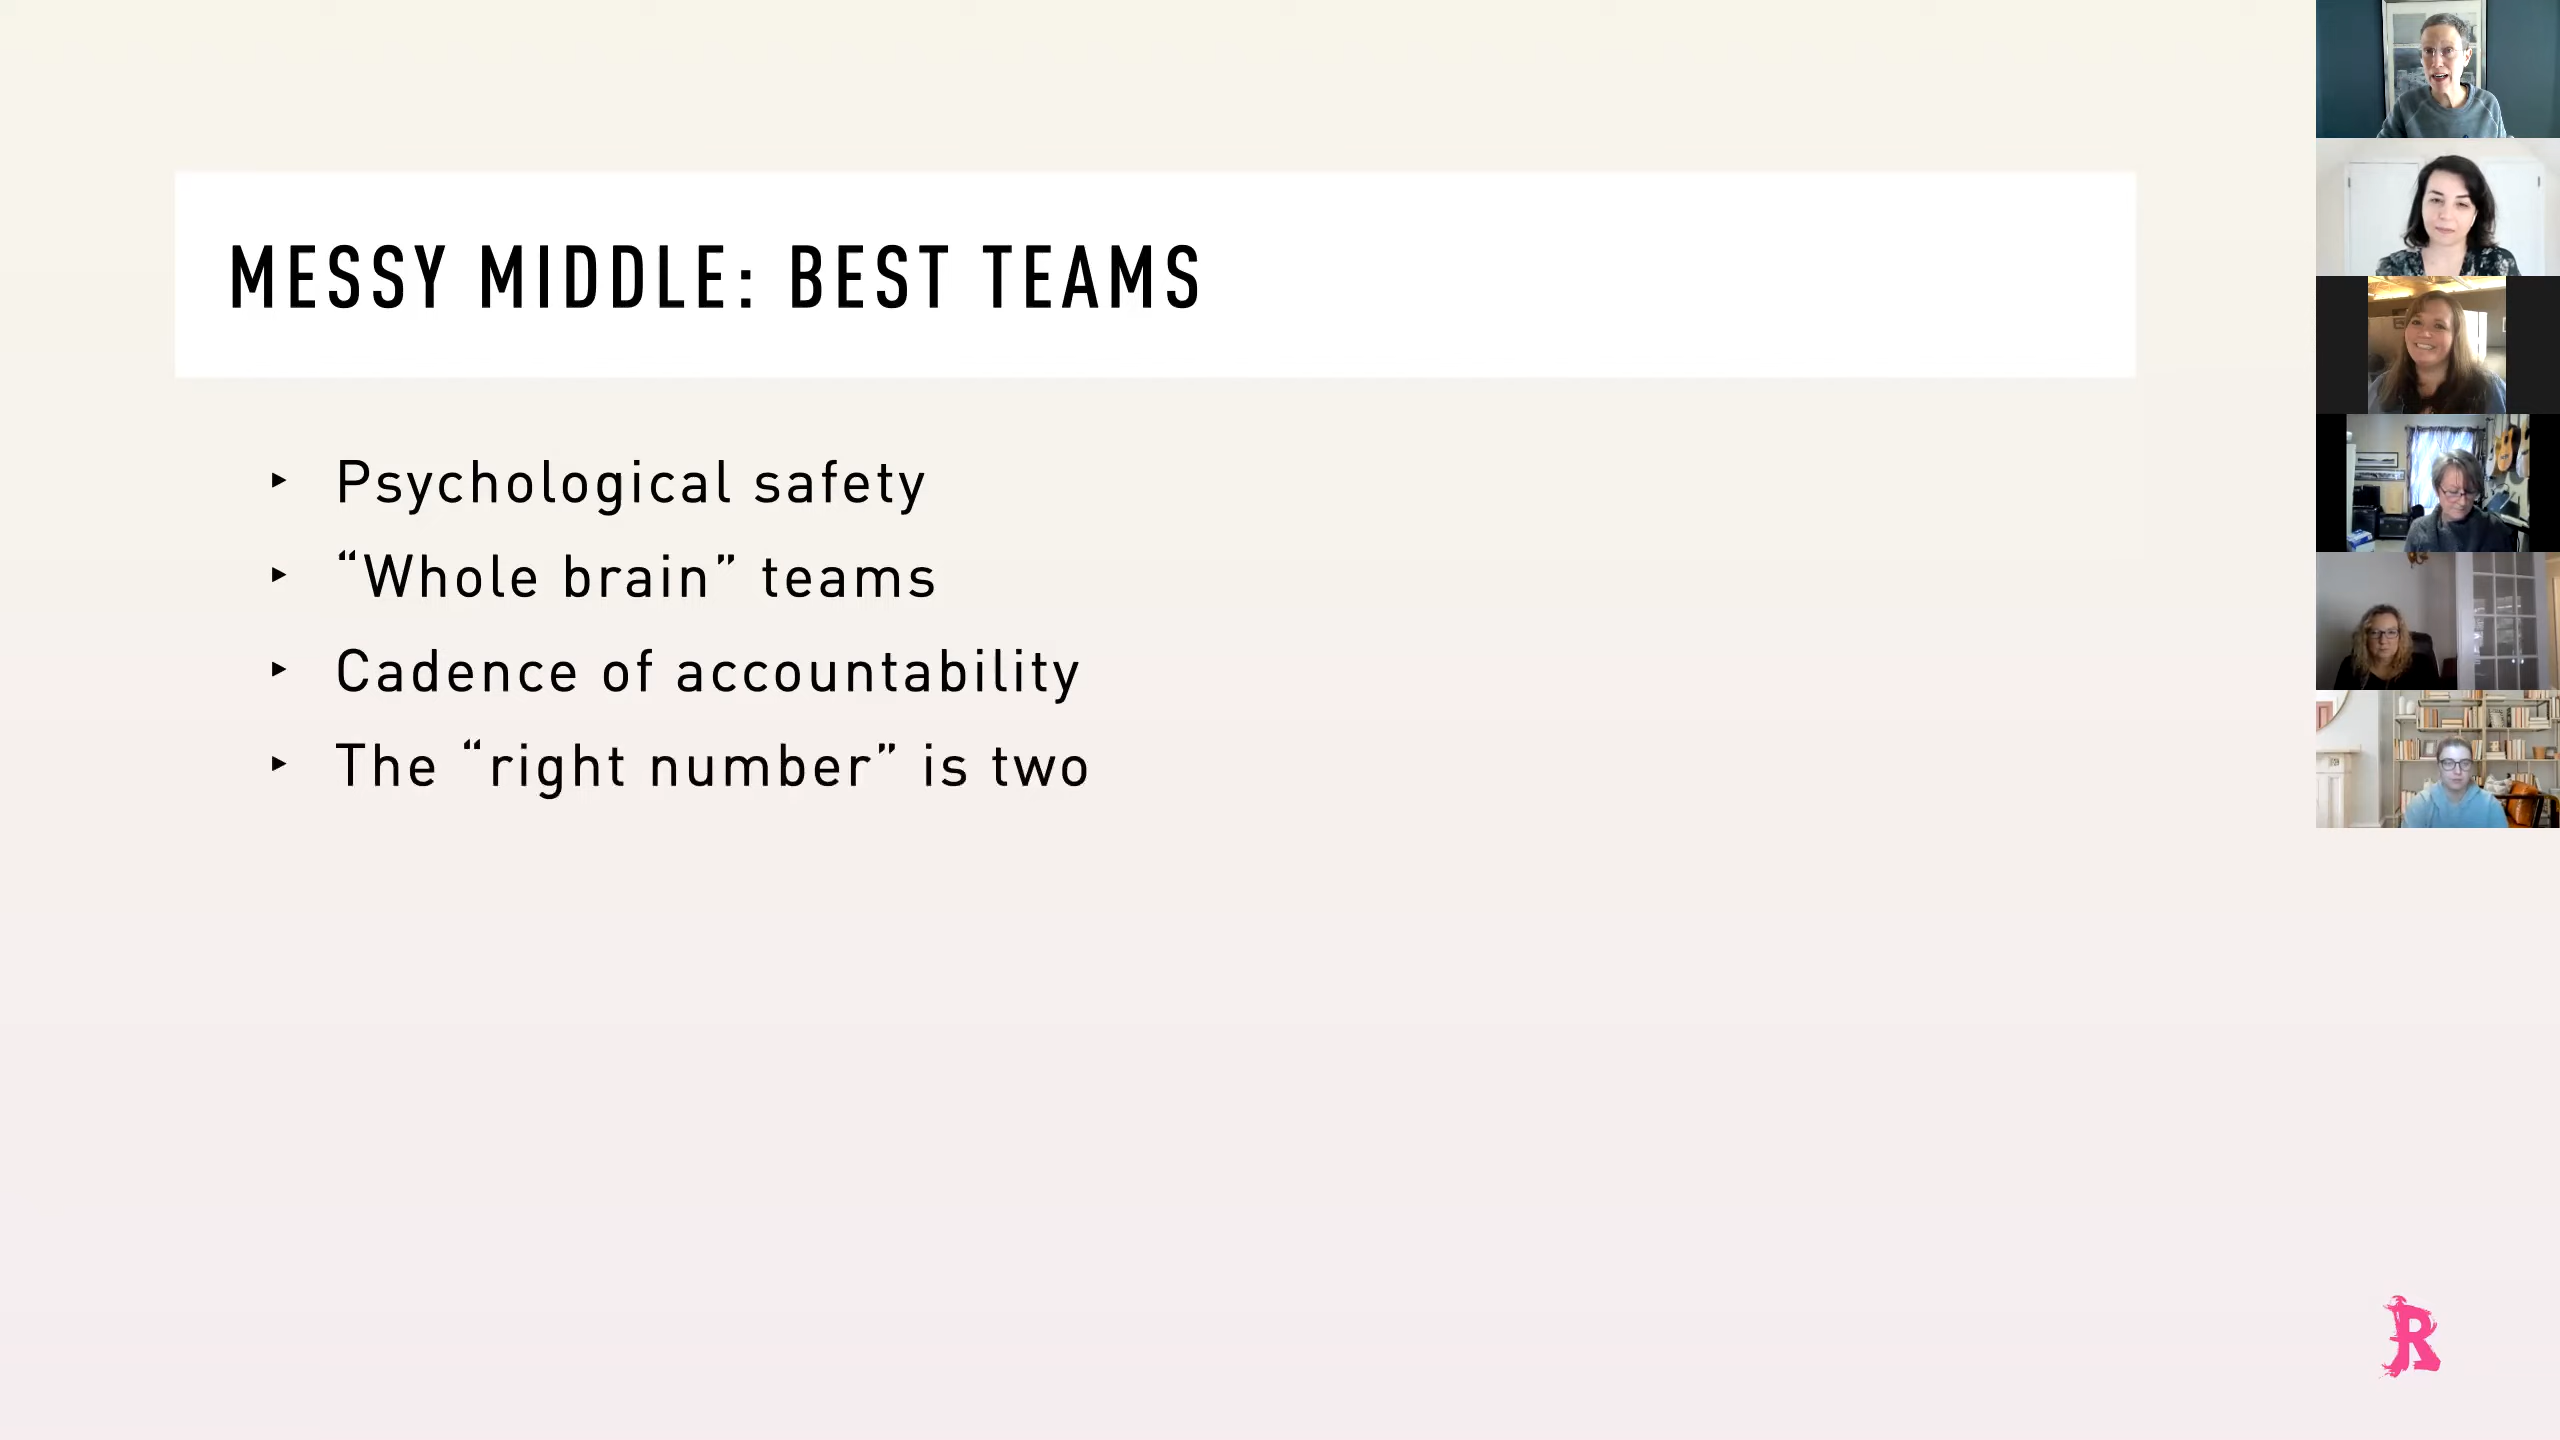 MESSY MIDDLE: BEST TEAMS
‣ Psychological safety
‣ “Whole brain” teams
‣ Cadence of accountability
‣ The “right number” is two
R